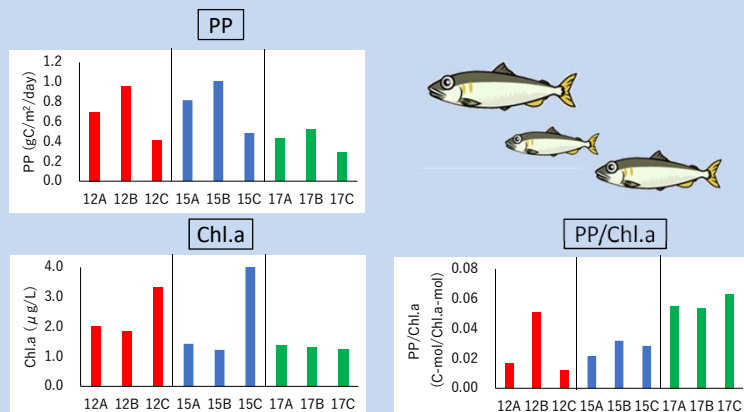 PP
PP (gC/m²/day)
1.2
1.0
0.8
0.6
0.4
0.2
0.0
12A 12B 12C 15A 15B 15C 17A 17B 17C
Chl.a
Chl.a (μg/L)
4.0
3.0
2.0
1.0
0.0
12A 12B 12C 15A 15B 15C 17A 17B 17C
PP/Chl.a
PP/Chl.a
(C-mol/Chl.a-mol)
0.08
0.06
0.04
0.02
0.00
12A 12B 12C 15A 15B 15C 17A 17B 17C